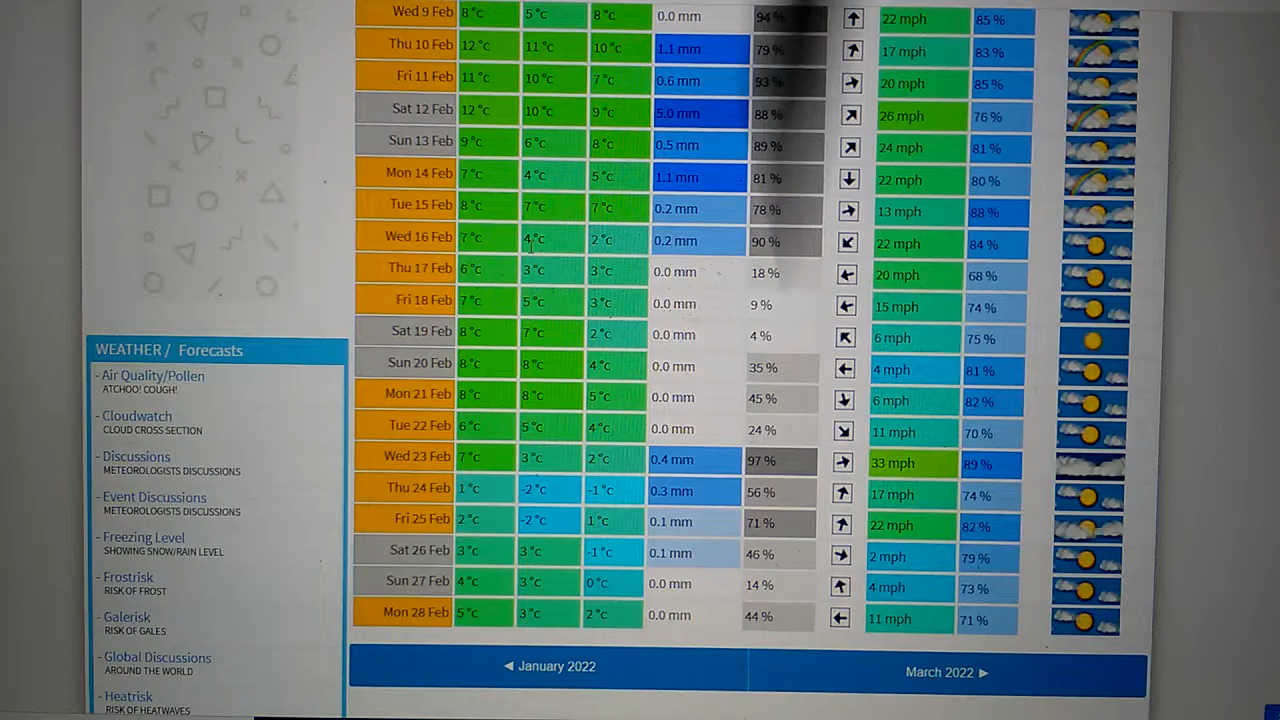 Wed 9 Feb 8°c 5°c 8°c 0.0 mm 94 % 22 mph 85 %
Thu 10 Feb 12°c 11°c 10°c 1.1 mm 79 % 17 mph 83 %
Fri 11 Feb 11°c 10°c 7°c 0.6 mm 93 % 20 mph 85 %
Sat 12 Feb 12°c 10°c 9°c 5.0 mm 88 % 26 mph 76 %
Sun 13 Feb 9°c 6°c 8°c 0.5 mm 89 % 24 mph 81 %
Mon 14 Feb 7°c 4°c 5°c 1.1 mm 81 % 22 mph 80 %
Tue 15 Feb 8°c 7°c 7°c 0.2 mm 78 % 13 mph 88 %
Wed 16 Feb 7°c 4°c 2°c 0.2 mm 90 % 22 mph 84 %
Thu 17 Feb 6°c 3°c 3°c 0.0 mm 18 % 20 mph 68 %
Fri 18 Feb 7°c 5°c 3°c 0.0 mm 9 % 15 mph 74 %
Sat 19 Feb 8°c 7°c 2°c 0.0 mm 4 % 6 mph 75 %
Sun 20 Feb 8°c 8°c 4°c 0.0 mm 35 % 4 mph 81 %
Mon 21 Feb 8°c 8°c 5°c 0.0 mm 45 % 6 mph 82 %
Tue 22 Feb 6°c 5°c 4°c 0.0 mm 24 % 11 mph 70 %
Wed 23 Feb 7°c 3°c 2°c 0.4 mm 97 % 33 mph 89 %
Thu 24 Feb 1°c -2°c -1°c 0.3 mm 56 % 17 mph 74 %
Fri 25 Feb 2°c -2°c 1°c 0.1 mm 71 % 22 mph 82 %
Sat 26 Feb 3°c 3°c -1°c 0.1 mm 46 % 2 mph 79 %
Sun 27 Feb 4°c 3°c 0°c 0.0 mm 14 % 4 mph 73 %
Mon 28 Feb 5°c 3°c 2°c 0.0 mm 44 % 11 mph 71 %
◀ January 2022 March 2022 ▶
WEATHER / Forecasts
- Air Quality/Pollen
ATCHOO! COUGH!
- Cloudwatch
CLOUD CROSS SECTION
- Discussions
METEOROLOGISTS DISCUSSIONS
- Event Discussions
METEOROLOGISTS DISCUSSIONS
- Freezing Level
SHOWING SNOW/RAIN LEVEL
- Frostrisk
RISK OF FROST
- Galerisk
RISK OF GALES
- Global Discussions
AROUND THE WORLD
- Heatrisk
RISK OF HEATWAVES